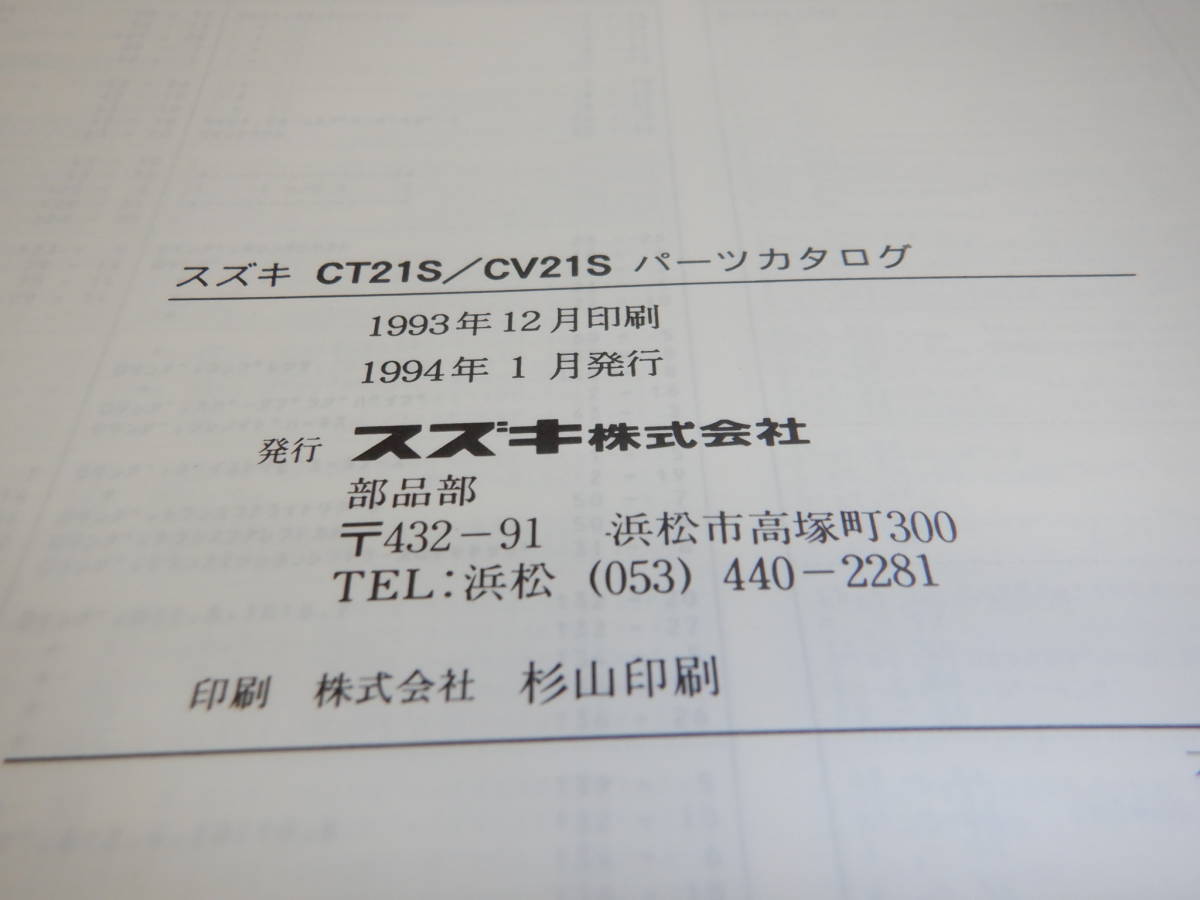 スズキ CT21S／CV21S パーツカタログ
1993年12月印刷
1994年 1 月発行
発行 スズキ株式会社
部品部
〒432－91 浜松市高塚町300
TEL：浜松 (053) 440－2281
印刷 株式会社 杉山印刷